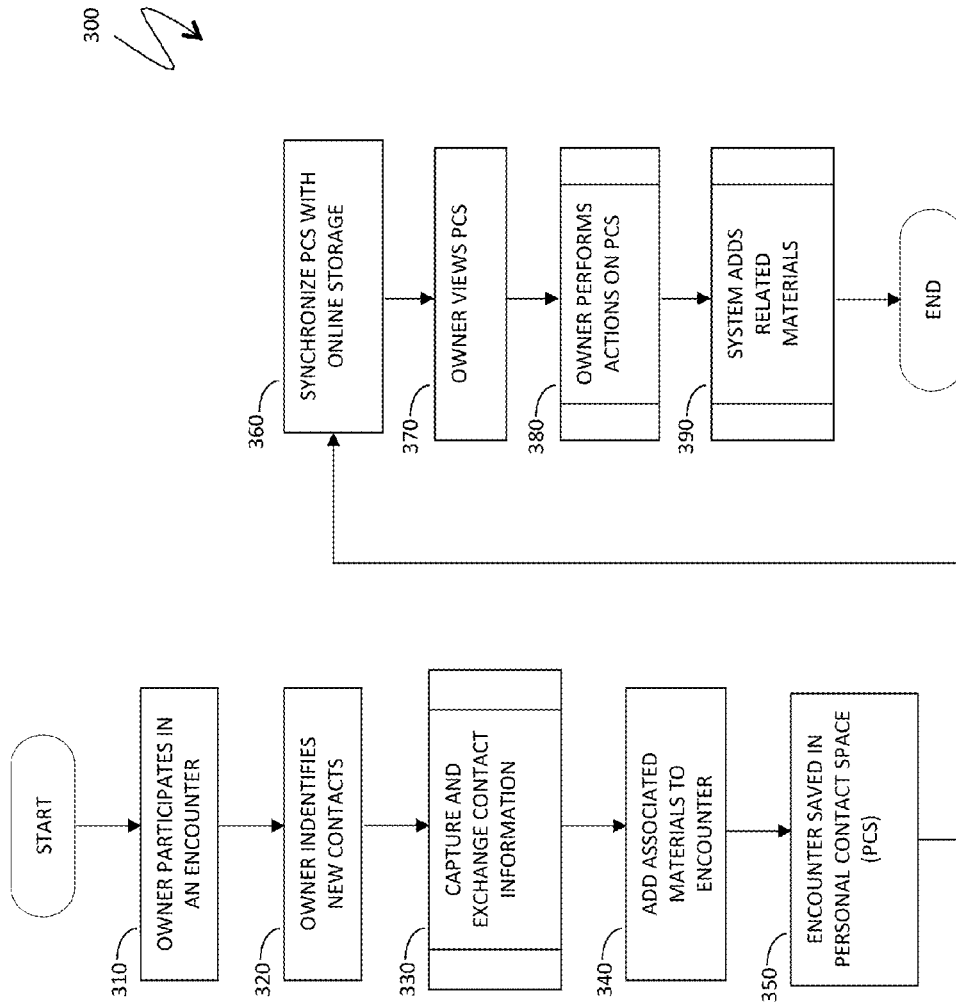 300
START
310
OWNER PARTICIPATES IN
AN ENCOUNTER
320
OWNER INDENTIFIES
NEW CONTACTS
330
CAPTURE AND
EXCHANGE CONTACT
INFORMATION
340
ADD ASSOCIATED
MATERIALS TO
ENCOUNTER
350
ENCOUNTER SAVED IN
PERSONAL CONTACT SPACE
(PCS)
360
SYNCHRONIZE PCS WITH
ONLINE STORAGE
370
OWNER VIEWS PCS
380
OWNER PERFORMS
ACTIONS ON PCS
390
SYSTEM ADDS
RELATED
MATERIALS
END